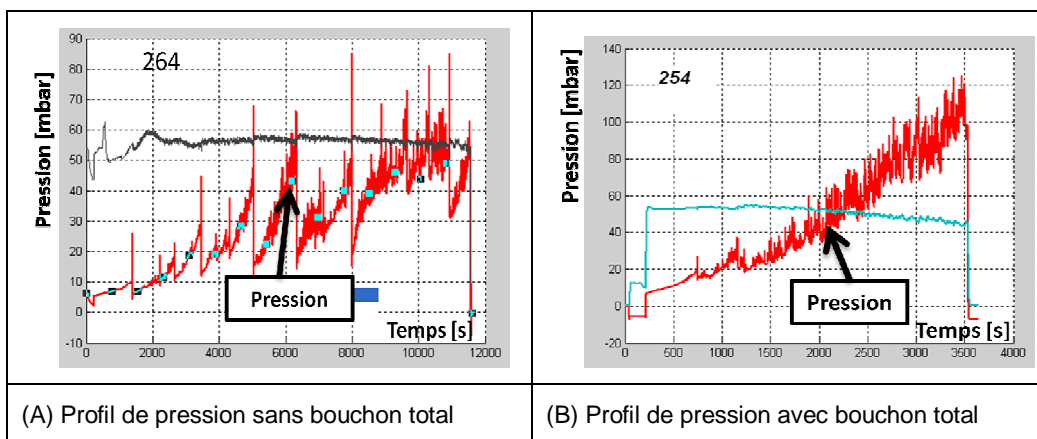 90
80
70
60
50
40
30
20
10
0
-10
Pression [mbar]
264
Pression
Temps [s]
0 2000 4000 6000 8000 10000 12000
140
120
100
80
60
40
20
0
-20
Pression [mbar]
254
Pression
Temps [s]
0 500 1000 1500 2000 2500 3000 3500 4000
(A) Profil de pression sans bouchon total
(B) Profil de pression avec bouchon total